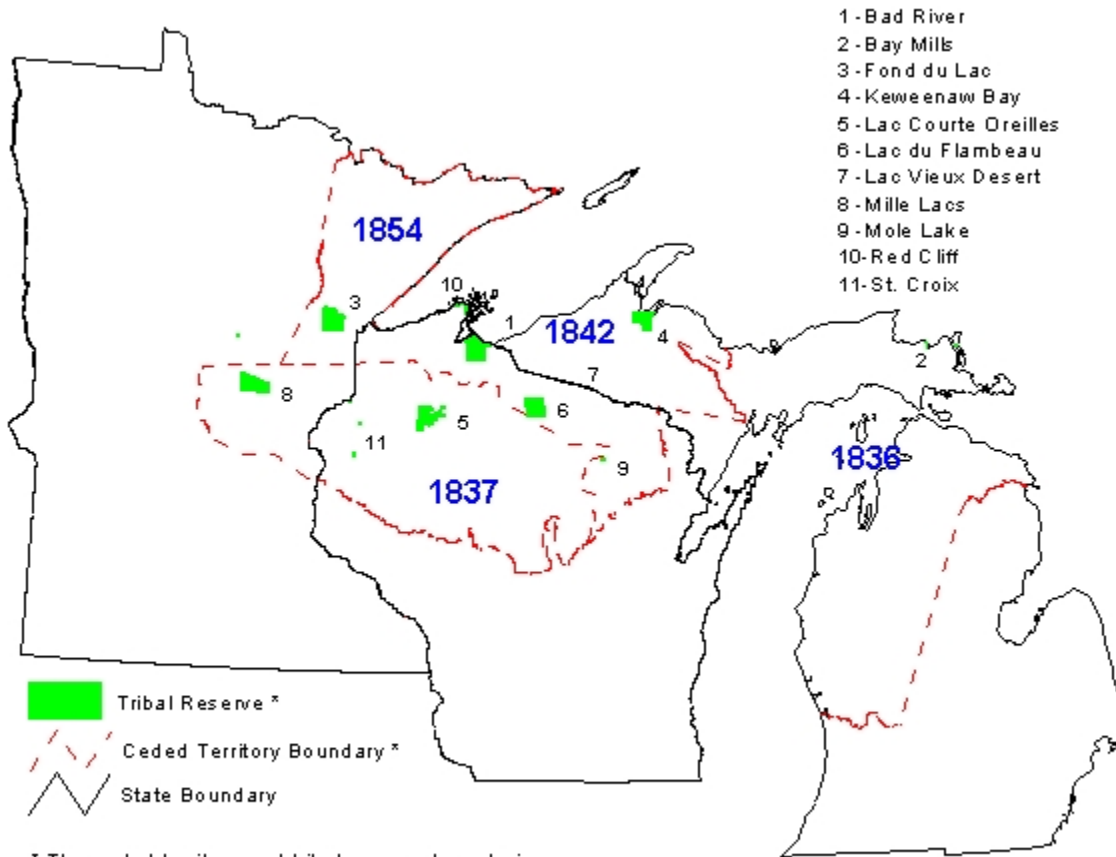 1 - Bad River
2 - Bay Mills
3 - Fond du Lac
4 - Keweenaw Bay
5 - Lac Courte Oreilles
6 - Lac du Flambeau
7 - Lac Vieux Desert
8 - Mille Lacs
9 - Mole Lake
10- Red Cliff
11- St. Croix
1854
10
3
1
1842
4
2
7
8
6
5
11
9
1836
1837
Tribal Reserve *
Ceded Territory Boundary *
State Boundary